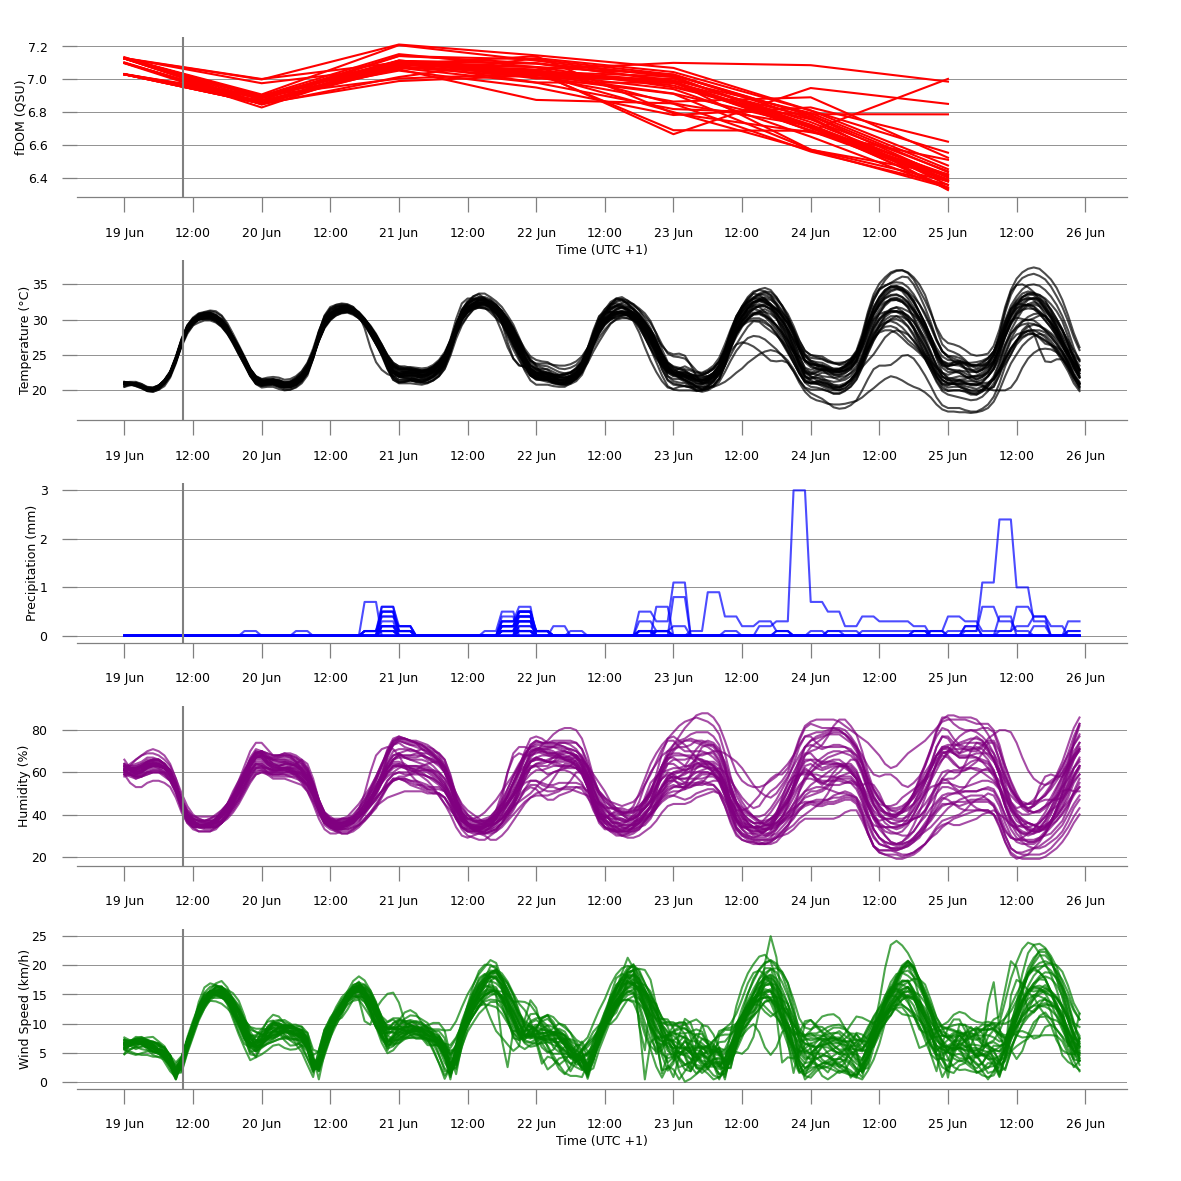 fDOM (QSU)
7.2
7.0
6.8
6.6
6.4
19 Jun 12:00 20 Jun 12:00 21 Jun 12:00 22 Jun 12:00 23 Jun 12:00 24 Jun 12:00 25 Jun 12:00 26 Jun
Time (UTC +1)
Temperature (°C)
35
30
25
20
19 Jun 12:00 20 Jun 12:00 21 Jun 12:00 22 Jun 12:00 23 Jun 12:00 24 Jun 12:00 25 Jun 12:00 26 Jun
Precipitation (mm)
3
2
1
0
19 Jun 12:00 20 Jun 12:00 21 Jun 12:00 22 Jun 12:00 23 Jun 12:00 24 Jun 12:00 25 Jun 12:00 26 Jun
Humidity (%)
80
60
40
20
19 Jun 12:00 20 Jun 12:00 21 Jun 12:00 22 Jun 12:00 23 Jun 12:00 24 Jun 12:00 25 Jun 12:00 26 Jun
Wind Speed (km/h)
25
20
15
10
5
0
19 Jun 12:00 20 Jun 12:00 21 Jun 12:00 22 Jun 12:00 23 Jun 12:00 24 Jun 12:00 25 Jun 12:00 26 Jun
Time (UTC +1)